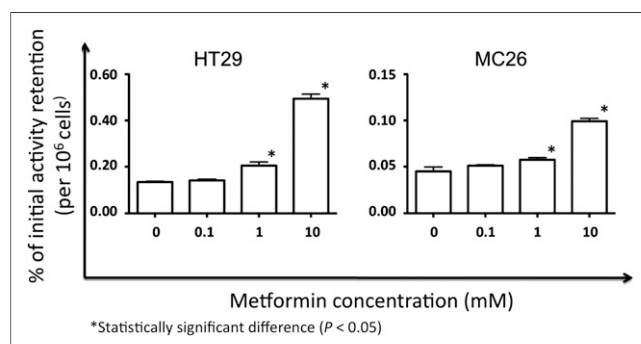 HT29
MC26
% of initial activity retention
(per 10⁶ cells)
0.60
0.40
0.20
0.00
0 0.1 1 10
* *
0.15
0.10
0.05
0.00
0 0.1 1 10
* *
Metformin concentration (mM)
*Statistically significant difference (P < 0.05)